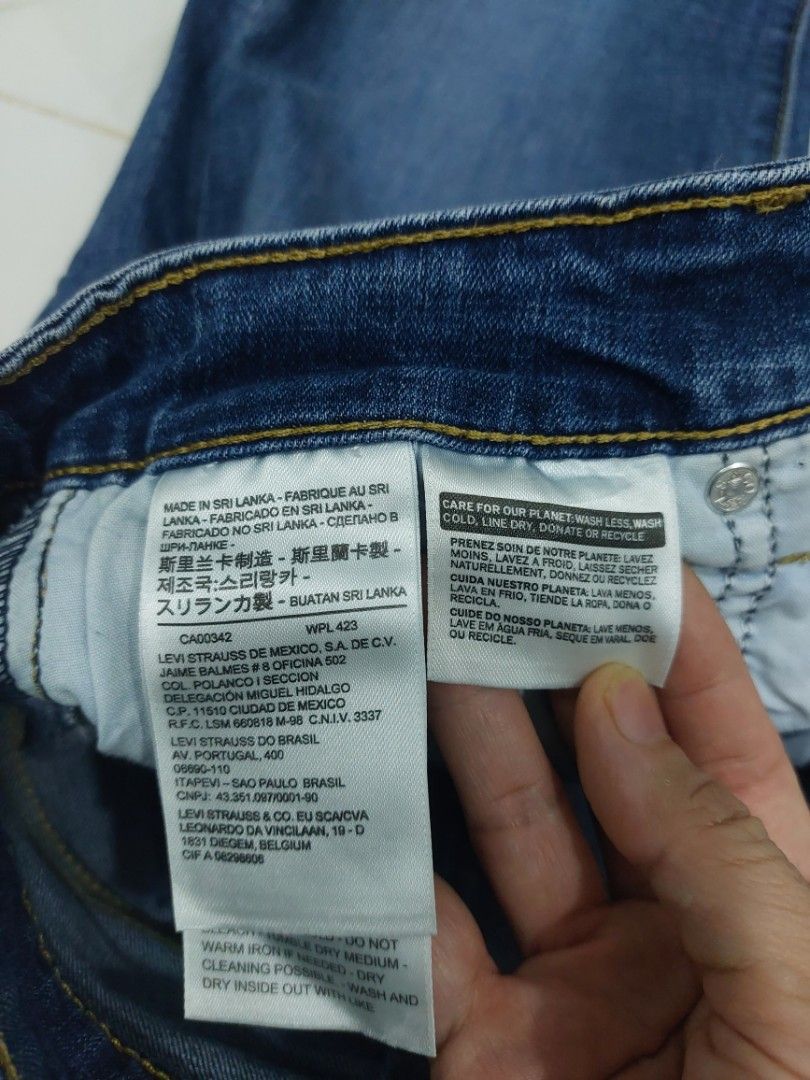 MADE IN SRI LANKA - FABRIQUE AU SRI
LANKA - FABRICADO EN SRI LANKA -
FABRICADO NO SRI LANKA - СДЕЛАНО В
ШРИ-ЛАНКЕ -
斯里兰卡制造 - 斯里蘭卡製 -
제조국:스리랑카 -
スリランカ製 - BUATAN SRI LANKA
CA00342 WPL 423
LEVI STRAUSS DE MEXICO, S.A. DE C.V.
JAIME BALMES # 8 OFICINA 502
COL. POLANCO I SECCION
DELEGACIÓN MIGUEL HIDALGO
C.P. 11510 CIUDAD DE MEXICO
R.F.C. LSM 660818 M-98 C.N.I.V. 3337
LEVI STRAUSS DO BRASIL
AV. PORTUGAL, 400
06690-110
ITAPEVI – SAO PAULO BRASIL
CNPJ: 43.351.097/0001-90
LEVI STRAUSS & CO. EU SCA/CVA
LEONARDO DA VINCILAAN, 19 - D
1831 DIEGEM, BELGIUM
CIF A 08298606
BLEACH - TUMBLE DRY MEDIUM - DO NOT
WARM IRON IF NEEDED - DRY
CLEANING POSSIBLE - WASH AND
DRY INSIDE OUT WITH LIKE
CARE FOR OUR PLANET: WASH LESS, WASH
COLD, LINE DRY, DONATE OR RECYCLE
PRENEZ SOIN DE NOTRE PLANETE: LAVEZ
MOINS, LAVEZ A FROID, LAISSEZ SECHER
NATURELLEMENT, DONNEZ OU RECYCLEZ
CUIDA NUESTRO PLANETA: LAVA MENOS,
LAVA EN FRIO, TIENDE LA ROPA, DONA O
RECICLA.
CUIDE DO NOSSO PLANETA: LAVE MENOS,
LAVE EM ÁGUA FRIA, SEQUE EM VARAL, DOE
OU RECICLE.